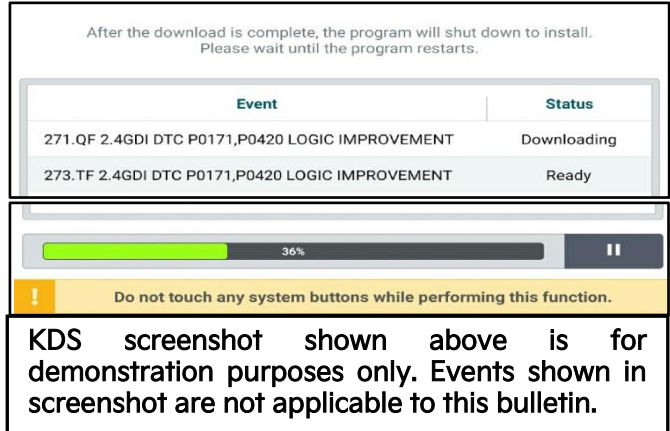 After the download is complete, the program will shut down to install.
Please wait until the program restarts.
Event Status
271.QF 2.4GDI DTC P0171,P0420 LOGIC IMPROVEMENT Downloading
273.TF 2.4GDI DTC P0171,P0420 LOGIC IMPROVEMENT Ready
36%
! Do not touch any system buttons while performing this function.
KDS screenshot shown above is for
demonstration purposes only. Events shown in
screenshot are not applicable to this bulletin.